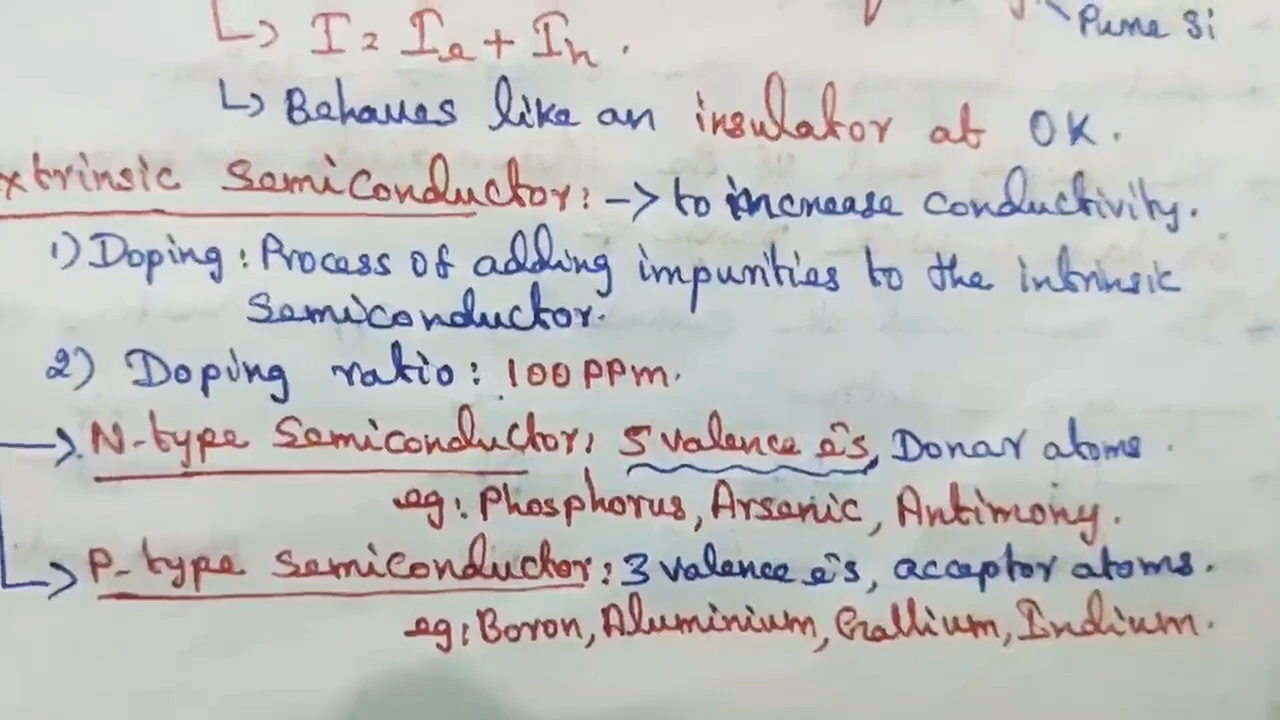 Pure Si
↳ I = Ie + Ih.
↳ Behaves like an insulator at 0K.
xtrinsic Semiconductor: -> to increase conductivity.
1) Doping: Process of adding impurities to the intrinsic
Semiconductor.
2) Doping ratio: 100 PPm.
-> N-type Semiconductor: 5 valence e-s, Donar atoms.
eg: Phosphorus, Arsenic, Antimony.
-> P-type Semiconductor: 3 valence e-s, acceptor atoms.
eg: Boron, Aluminium, Gallium, Indium.